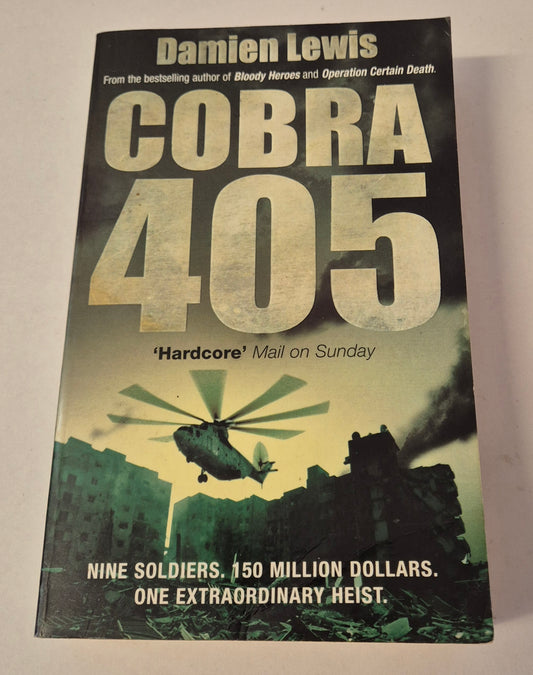 Damien Lewis
From the bestselling author of Bloody Heroes and Operation Certain Death.
COBRA
405
‘Hardcore’ Mail on Sunday
NINE SOLDIERS. 150 MILLION DOLLARS.
ONE EXTRAORDINARY HEIST.